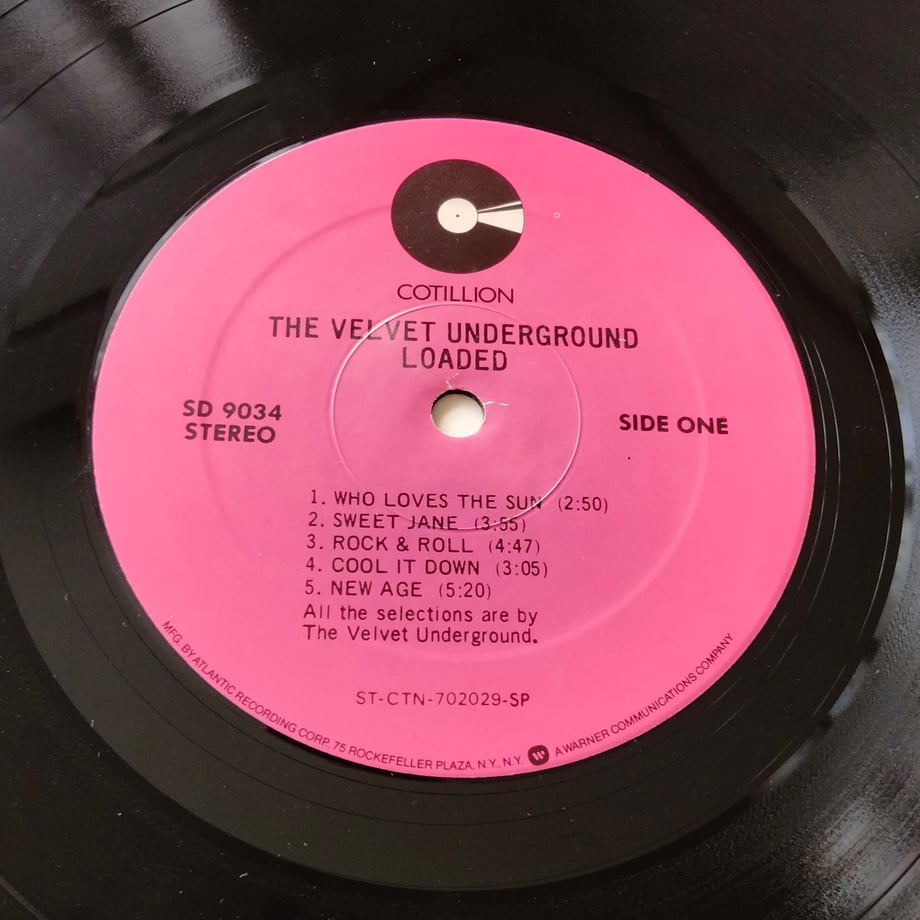 COTILLION
THE VELVET UNDERGROUND
LOADED
SD 9034
STEREO
SIDE ONE
1. WHO LOVES THE SUN (2:50)
2. SWEET JANE (3:55)
3. ROCK & ROLL (4:47)
4. COOL IT DOWN (3:05)
5. NEW AGE (5:20)
All the selections are by
The Velvet Underground.
ST-CTN-702029-SP
MFG. BY ATLANTIC RECORDING CORP. 75 ROCKEFELLER PLAZA, N.Y., N.Y. W A WARNER COMMUNICATIONS COMPANY